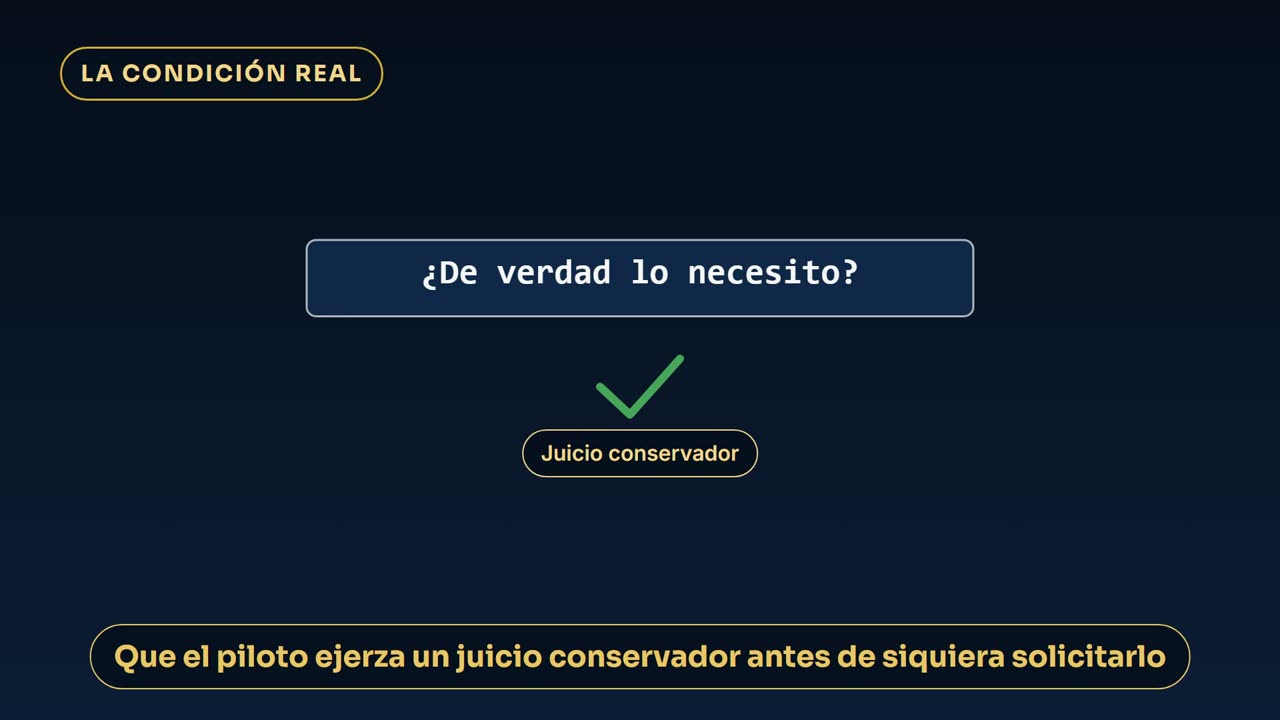 LA CONDICIÓN REAL
¿De verdad lo necesito?
Juicio conservador
Que el piloto ejerza un juicio conservador antes de siquiera solicitarlo